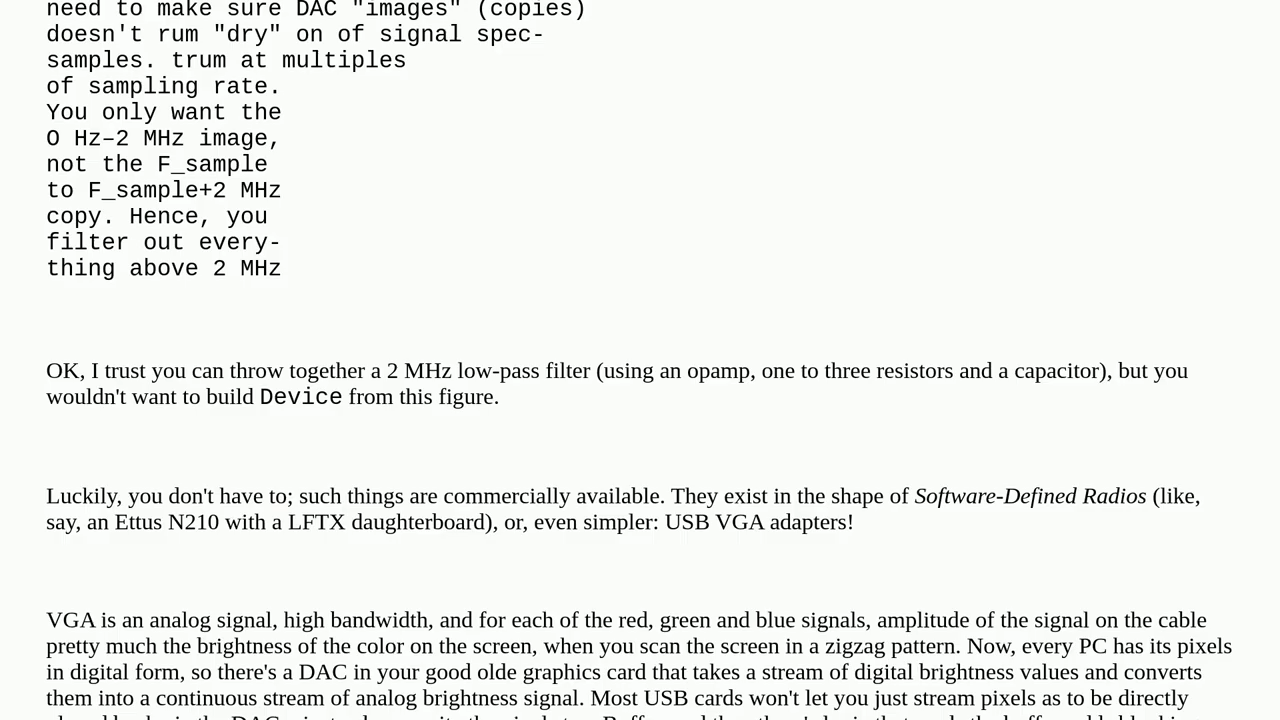 need to make sure DAC "images" (copies)
doesn't rum "dry" on of signal spec-
samples. trum at multiples
of sampling rate.
You only want the
O Hz–2 MHz image,
not the F_sample
to F_sample+2 MHz
copy. Hence, you
filter out every-
thing above 2 MHz
OK, I trust you can throw together a 2 MHz low-pass filter (using an opamp, one to three resistors and a capacitor), but you
wouldn't want to build Device from this figure.
Luckily, you don't have to; such things are commercially available. They exist in the shape of Software-Defined Radios (like,
say, an Ettus N210 with a LFTX daughterboard), or, even simpler: USB VGA adapters!
VGA is an analog signal, high bandwidth, and for each of the red, green and blue signals, amplitude of the signal on the cable
pretty much the brightness of the color on the screen, when you scan the screen in a zigzag pattern. Now, every PC has its pixels
in digital form, so there's a DAC in your good olde graphics card that takes a stream of digital brightness values and converts
them into a continuous stream of analog brightness signal. Most USB cards won't let you just stream pixels as to be directly